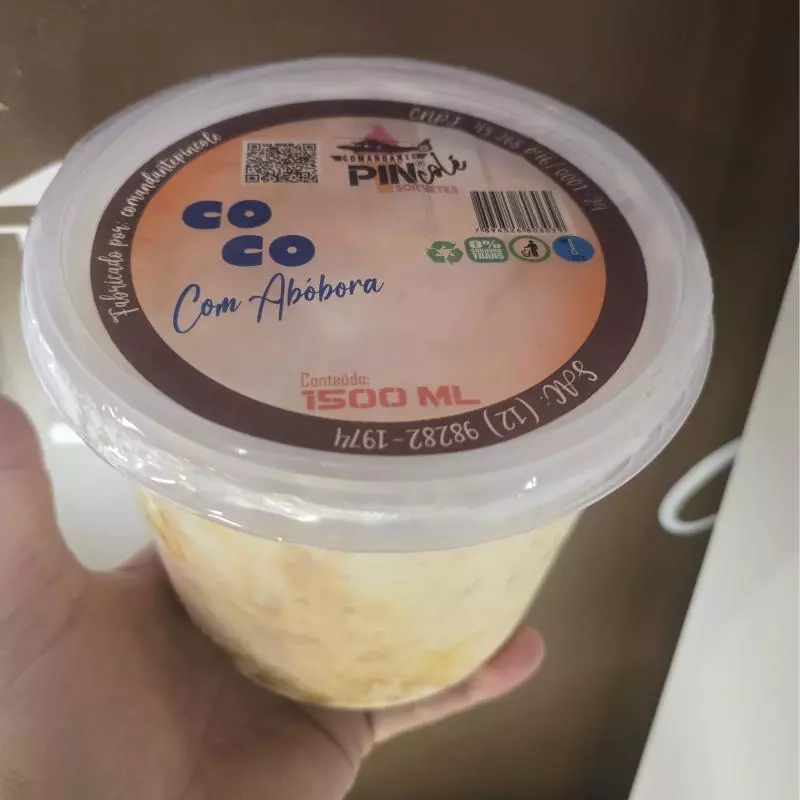 COMANDANTE
PINcolé
SORVETES
CO
CO
Com Abóbora
0%
GORDURA
TRANS
Conteúdo:
1500 ML
Fabricado por: comandantepincolé
SAC: (12) 98282-1974